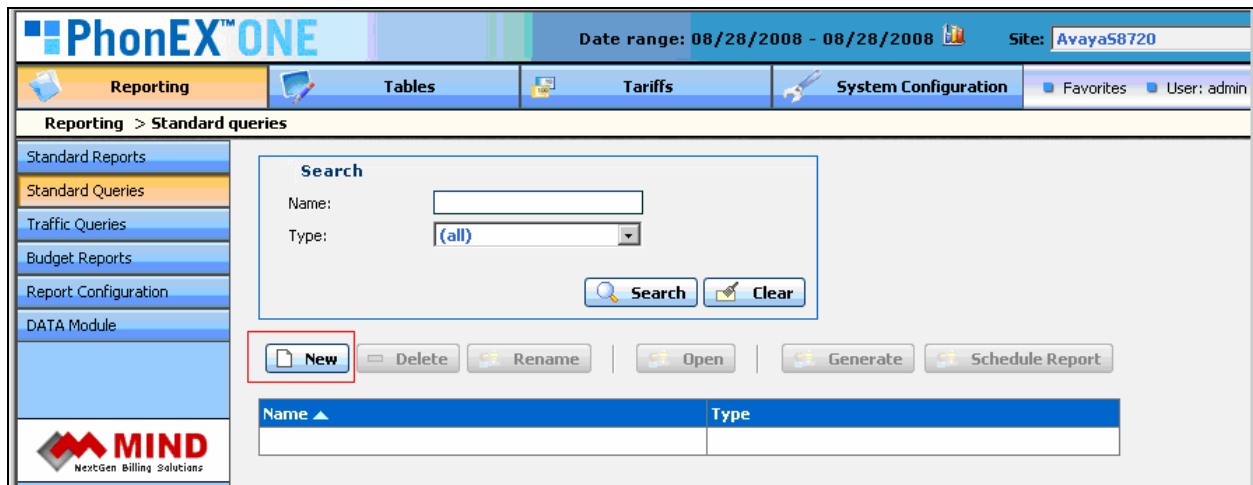 PhonEX™ONE
Date range: 08/28/2008 - 08/28/2008
Site: AvayaS8720
Reporting
Tables
Tariffs
System Configuration
Favorites
User: admin
Reporting > Standard queries
Standard Reports
Standard Queries
Traffic Queries
Budget Reports
Report Configuration
DATA Module
Search
Name:
Type: (all)
Search
Clear
New
Delete
Rename
Open
Generate
Schedule Report
Name
Type
MIND
NextGen Billing Solutions